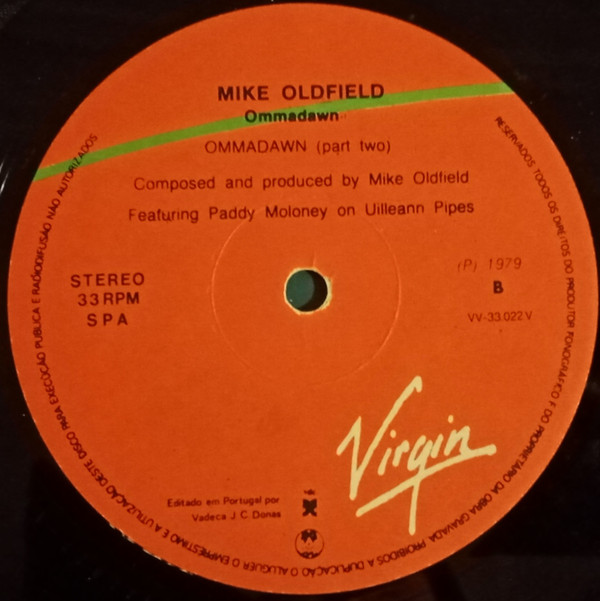 MIKE OLDFIELD
Ommadawn
OMMADAWN (part two)
Composed and produced by Mike Oldfield
Featuring Paddy Moloney on Uilleann Pipes
STEREO
33 RPM
SPA
(P) 1979
B
VV-33.022 V
Virgin
Editado em Portugal por
Vadeca J. C. Donas
RESERVADOS TODOS OS DIREITOS DO PRODUTOR FONOGRÁFICO E DO PROPRIETÁRIO DA OBRA GRAVADA. PROIBIDOS A DUPLICAÇÃO O ALUGUER O EMPRESTIMO E A UTILIZAÇÃO DESTE DISCO PARA EXECUÇÃO PUBLICA E RADIODIFUSÃO NÃO AUTORIZADOS